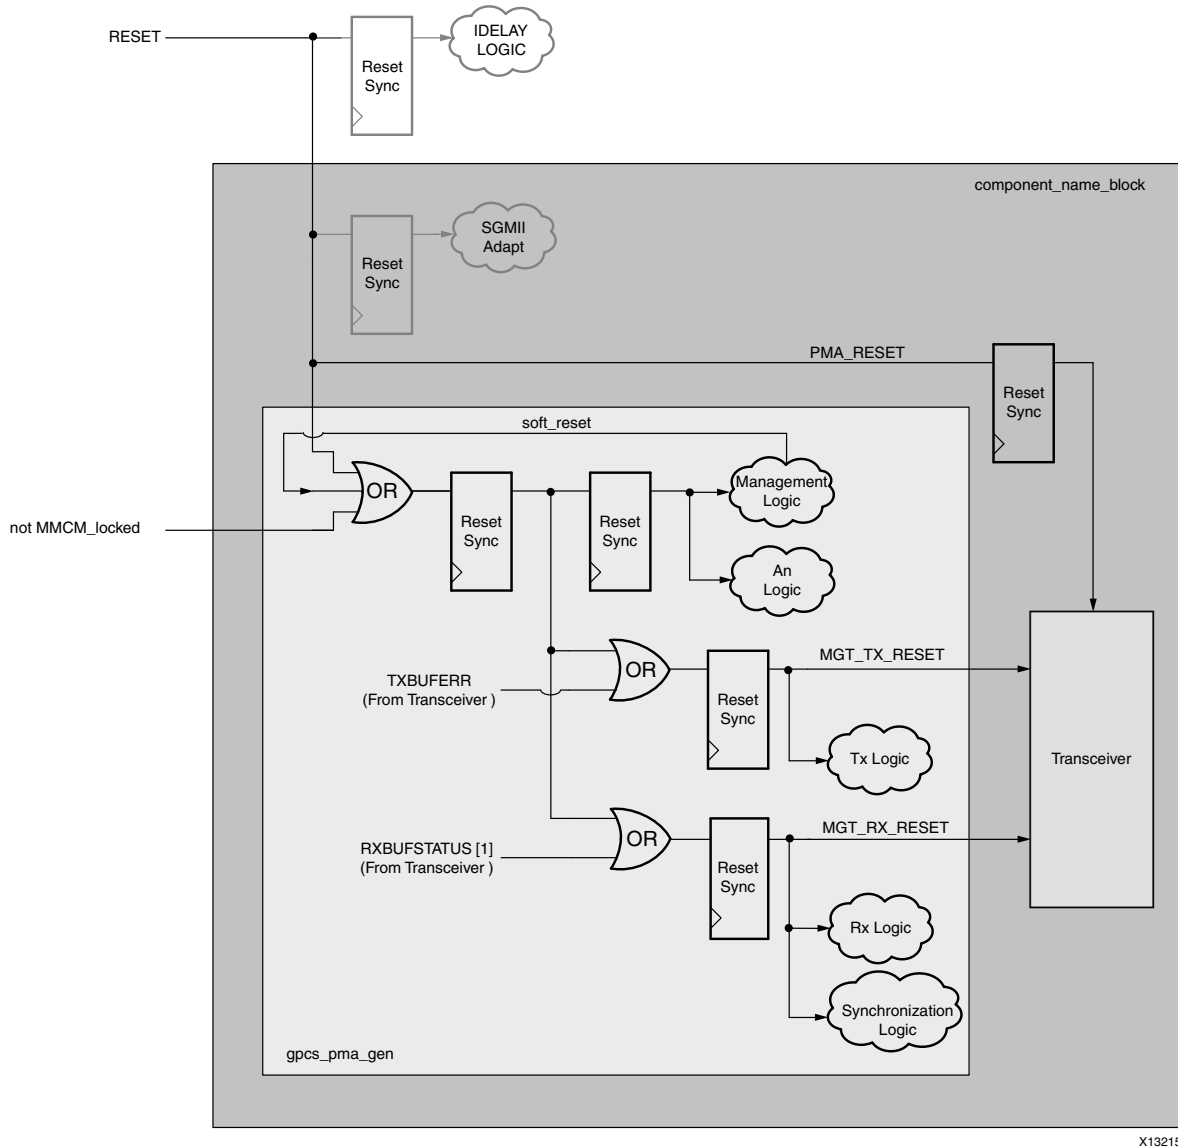 RESET
Reset
Sync
IDELAY
LOGIC
component_name_block
Reset
Sync
SGMII
Adapt
PMA_RESET
Reset
Sync
soft_reset
OR
Reset
Sync
Reset
Sync
Management
Logic
not MMCM_locked
An
Logic
OR
TXBUFERR
(From Transceiver )
Reset
Sync
MGT_TX_RESET
Tx Logic
Transceiver
OR
RXBUFSTATUS [1]
(From Transceiver )
Reset
Sync
MGT_RX_RESET
Rx Logic
Synchronization
Logic
gpcs_pma_gen
X13215